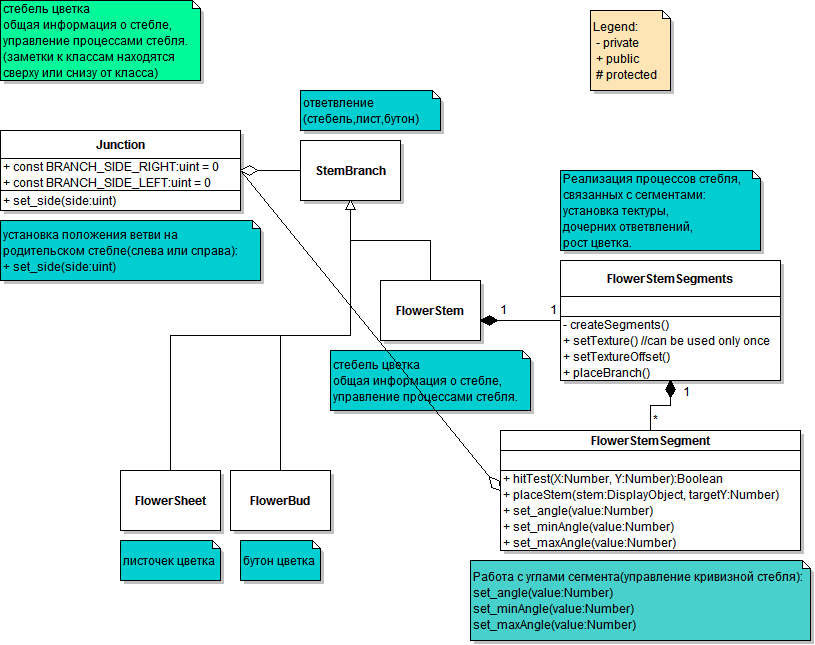 стебель цветка
общая информация о стебле,
управление процессами стебля.
(заметки к классам находятся
сверху или снизу от класса)
Legend:
- private
+ public
# protected
ответвление
(стебель,лист,бутон)
Junction
+ const BRANCH_SIDE_RIGHT:uint = 0
+ const BRANCH_SIDE_LEFT:uint = 0
+ set_side(side:uint)
StemBranch
установка положения ветви на
родительском стебле(слева или справа):
+ set_side(side:uint)
Реализация процессов стебля,
связанных с сегментами:
установка тектуры,
дочерних ответвлений,
рост цветка.
FlowerStem
1
1
FlowerStemSegments
- createSegments()
+ setTexture() //can be used only once
+ setTextureOffset()
+ placeBranch()
стебель цветка
общая информация о стебле,
управление процессами стебля.
1
*
FlowerStemSegment
+ hitTest(X:Number, Y:Number):Boolean
+ placeStem(stem:DisplayObject, targetY:Number)
+ set_angle(value:Number)
+ set_minAngle(value:Number)
+ set_maxAngle(value:Number)
FlowerSheet
FlowerBud
листочек цветка
бутон цветка
Работа с углами сегмента(управление кривизной стебля):
set_angle(value:Number)
set_minAngle(value:Number)
set_maxAngle(value:Number)